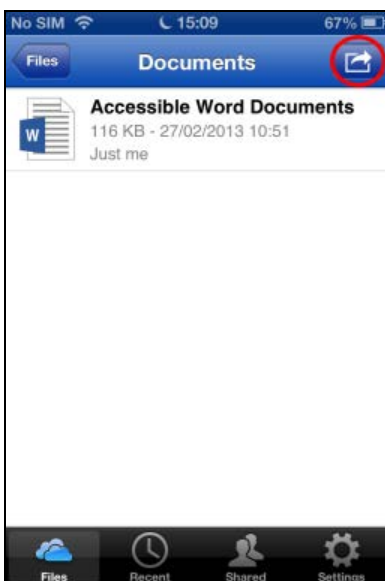 No SIM 15:09 67%
Files Documents
Accessible Word Documents
W 116 KB - 27/02/2013 10:51
Just me
Files Recent Shared Settings